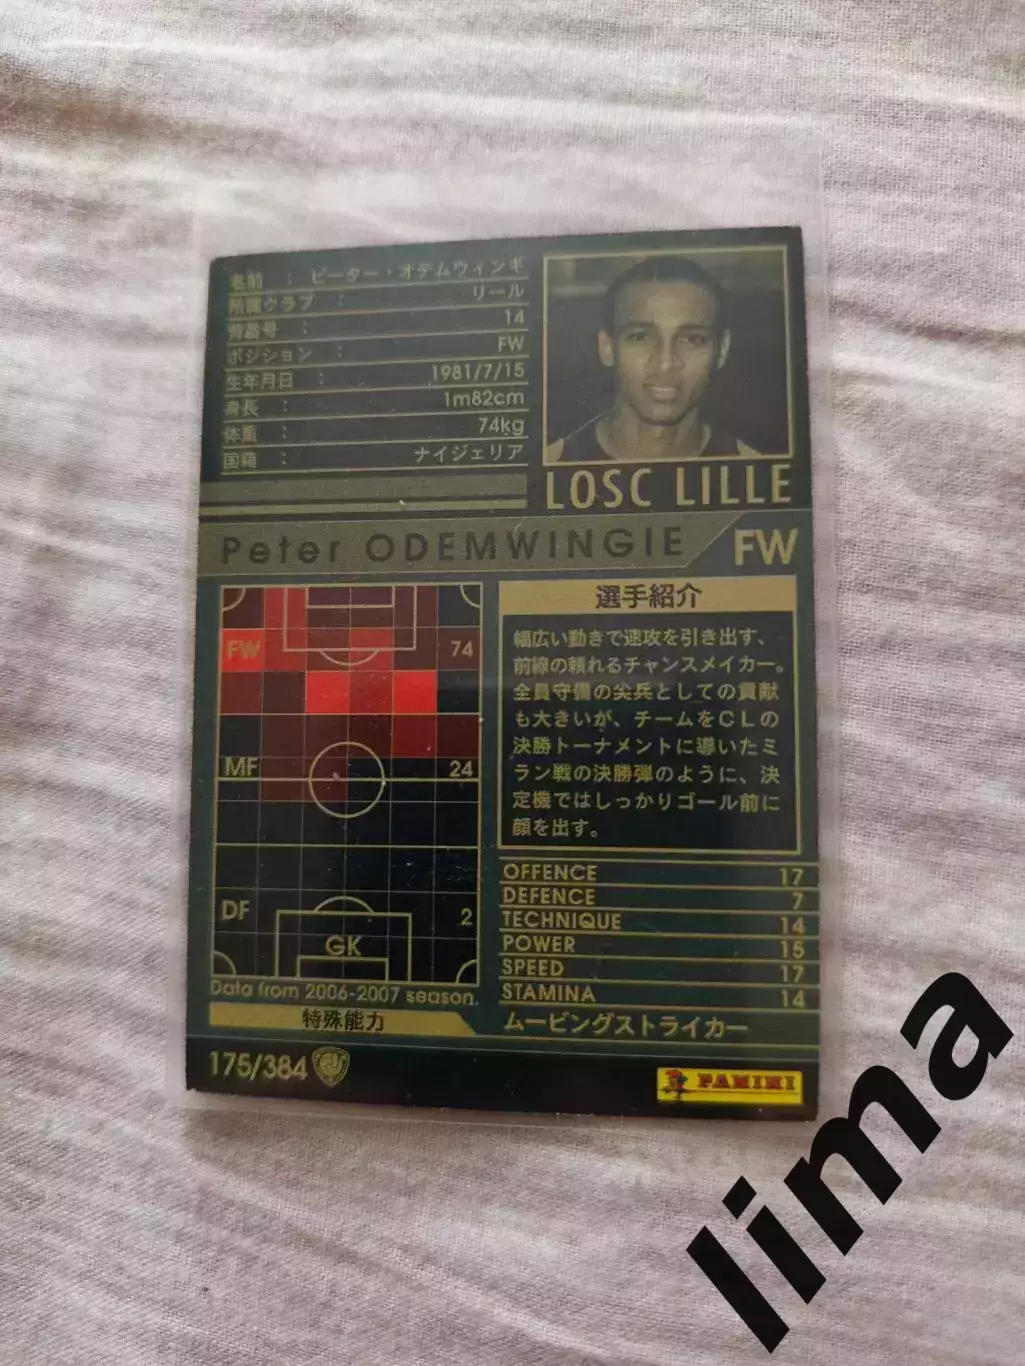 名前 : ピーター・オデムウィンギ
所属クラブ : リール
背番号 : 14
ポジション : FW
生年月日 : 1981/7/15
身長 : 1m82cm
体重 : 74kg
国籍 : ナイジェリア
LOSC LILLE
Peter ODEMWINGIE FW
FW 74
MF 24
DF 2
GK
Data from 2006-2007 season.
選手紹介
幅広い動きで速攻を引き出す、
前線の頼れるチャンスメイカー。
全員守備の尖兵としての貢献
も大きいが、チームをCLの
決勝トーナメントに導いたミ
ラン戦の決勝弾のように、決
定機ではしっかりゴール前に
顔を出す。
OFFENCE 17
DEFENCE 7
TECHNIQUE 14
POWER 15
SPEED 17
STAMINA 14
特殊能力 ムービングストライカー
175/384
PANINI
lima